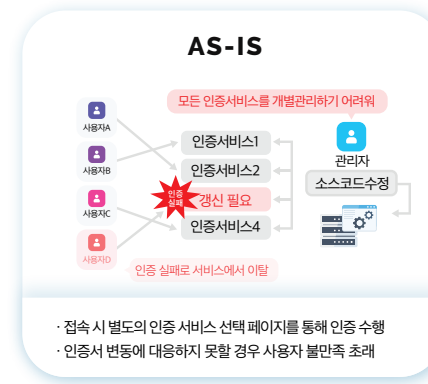 AS-IS
모든 인증서비스를 개별관리하기 어려워
사용자A
사용자B
사용자C
사용자D
인증서비스1
인증서비스2
인증
실패
갱신 필요
인증서비스4
관리자
소스코드수정
인증 실패로 서비스에서 이탈
· 접속 시 별도의 인증 서비스 선택 페이지를 통해 인증 수행
· 인증서 변동에 대응하지 못할 경우 사용자 불만족 초래